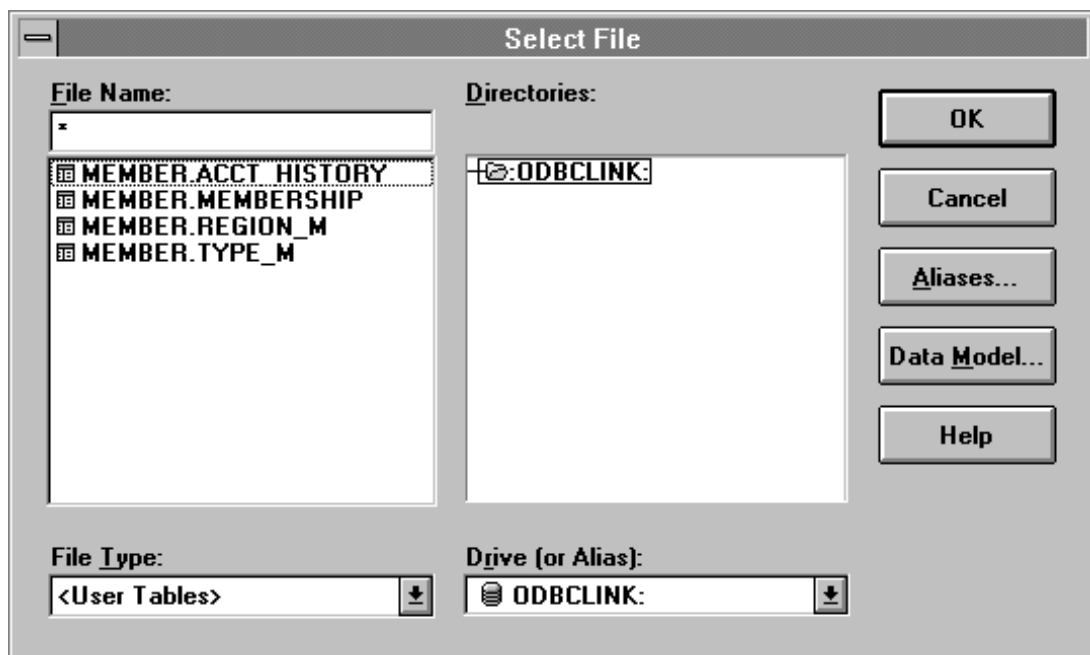 Select File
File Name:
*
MEMBER.ACCT_HISTORY
MEMBER.MEMBERSHIP
MEMBER.REGION_M
MEMBER.TYPE_M
Directories:
:ODBCLINK:
OK
Cancel
Aliases...
Data Model...
Help
File Type:
<User Tables>
Drive (or Alias):
ODBCLINK: